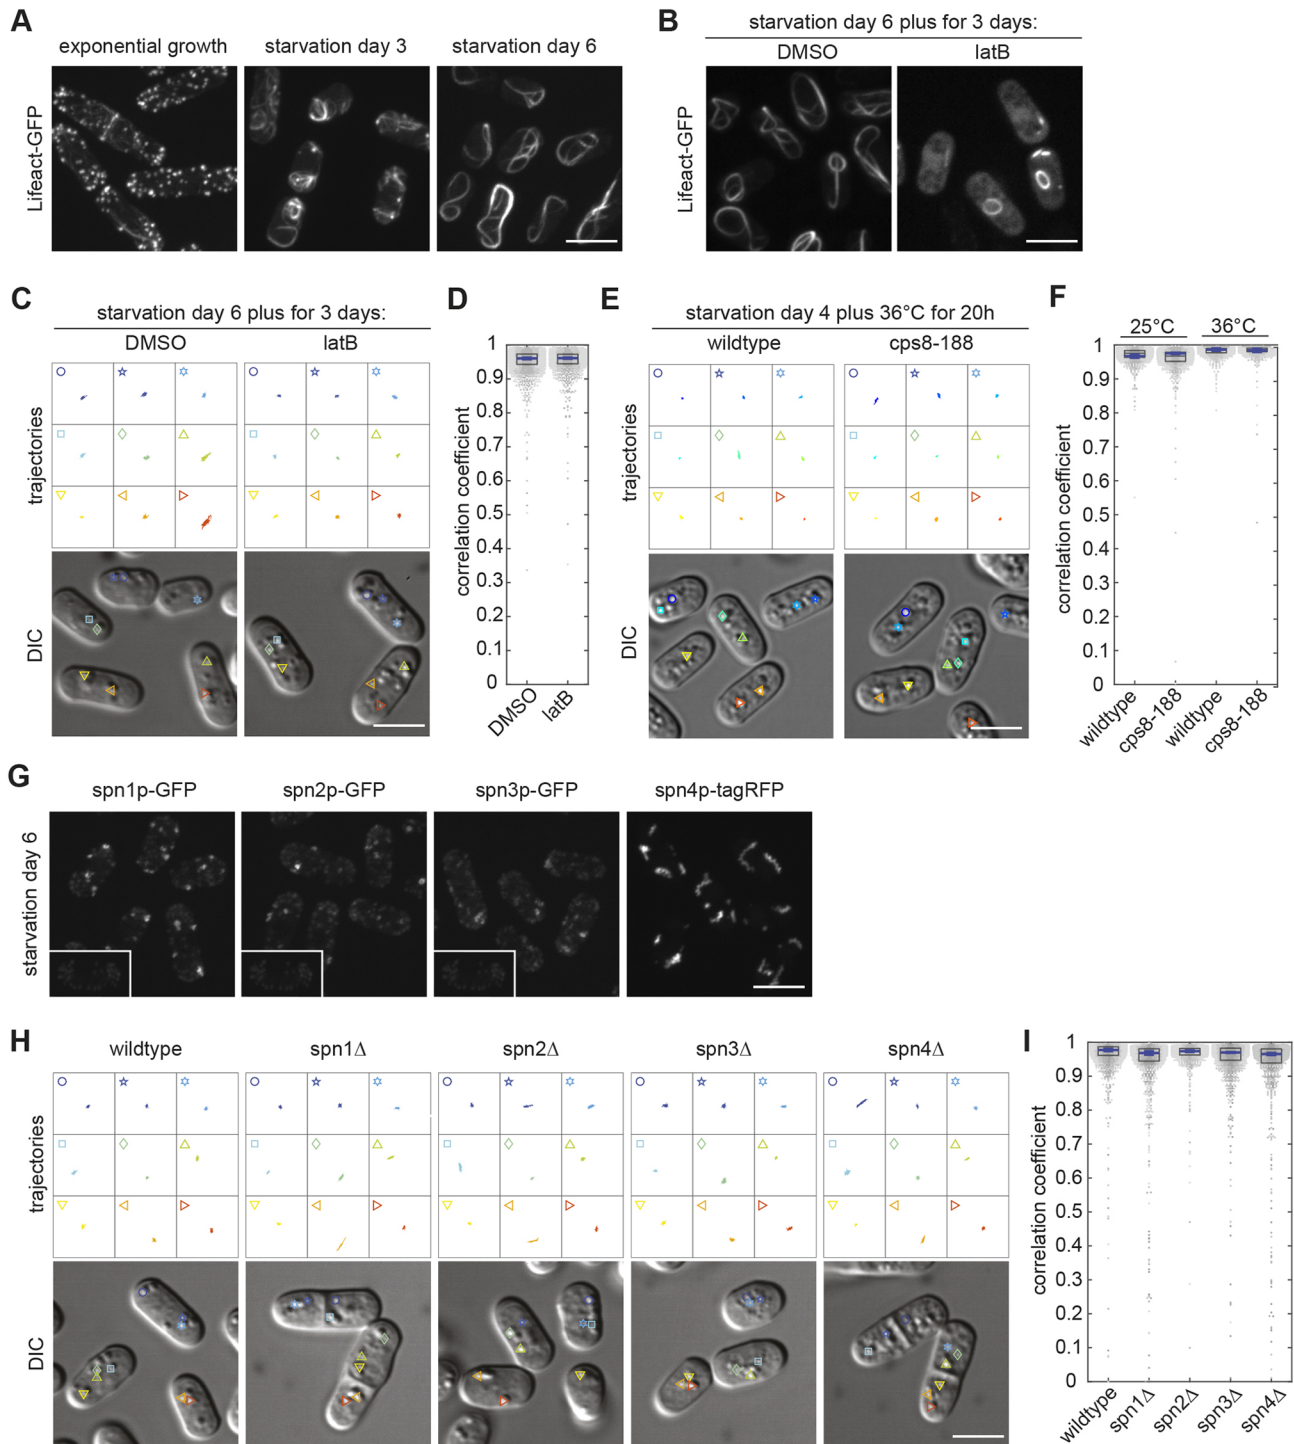 A
exponential growth
starvation day 3
starvation day 6
Lifeact-GFP
B
starvation day 6 plus for 3 days:
DMSO
latB
Lifeact-GFP
C
starvation day 6 plus for 3 days:
DMSO
latB
trajectories
DIC
D
correlation coefficient
1
0.9
0.8
0.7
0.6
0.5
0.4
0.3
0.2
0.1
0
DMSO
latB
E
starvation day 4 plus 36°C for 20h
wildtype
cps8-188
trajectories
DIC
F
25°C
36°C
correlation coefficient
1
0.9
0.8
0.7
0.6
0.5
0.4
0.3
0.2
0.1
0
wildtype
cps8-188
wildtype
cps8-188
G
spn1p-GFP
spn2p-GFP
spn3p-GFP
spn4p-tagRFP
starvation day 6
H
wildtype
spn1Δ
spn2Δ
spn3Δ
spn4Δ
trajectories
DIC
I
correlation coefficient
1
0.9
0.8
0.7
0.6
0.5
0.4
0.3
0.2
0.1
0
wildtype
spn1Δ
spn2Δ
spn3Δ
spn4Δ